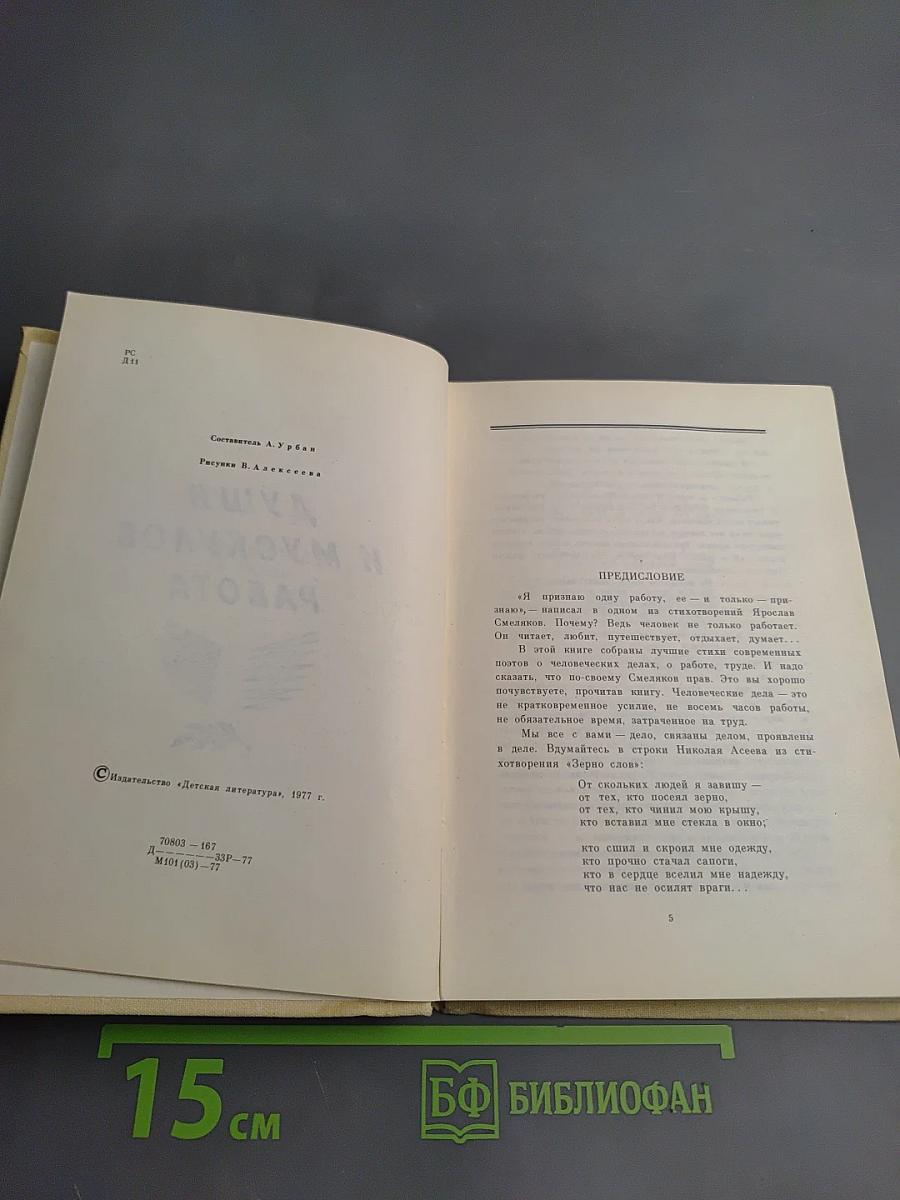 РС
Д11
Составитель А. Урбан
Рисунки В. Алексеева
ДУШИ
И МУСКУЛОВ
РАБОТА
© Издательство «Детская литература», 1977 г.
70803 — 167
Д— — — — — —33Р—77
М101(03) —77
ПРЕДИСЛОВИЕ
«Я признаю одну работу, ее — и только — при-
знаю», — написал в одном из стихотворений Ярослав
Смеляков. Почему? Ведь человек не только работает.
Он читает, любит, путешествует, отдыхает, думает...
В этой книге собраны лучшие стихи современных
поэтов о человеческих делах, о работе, труде. И надо
сказать, что по-своему Смеляков прав. Это вы хорошо
почувствуете, прочитав книгу. Человеческие дела — это
не кратковременное усилие, не восемь часов работы,
не обязательное время, затраченное на труд.
Мы все с вами — дело, связаны делом, проявлены
в деле. Вдумайтесь в строки Николая Асеева из сти-
хотворения «Зерно слов»:
От скольких людей я завишу —
от тех, кто посеял зерно,
от тех, кто чинил мою крышу,
кто вставил мне стекла в окно;
кто сшил и скроил мне одежду,
кто прочно стачал сапоги,
кто в сердце вселил мне надежду,
что нас не осилят враги...
5
15 см
БФ БИБЛИОФАН